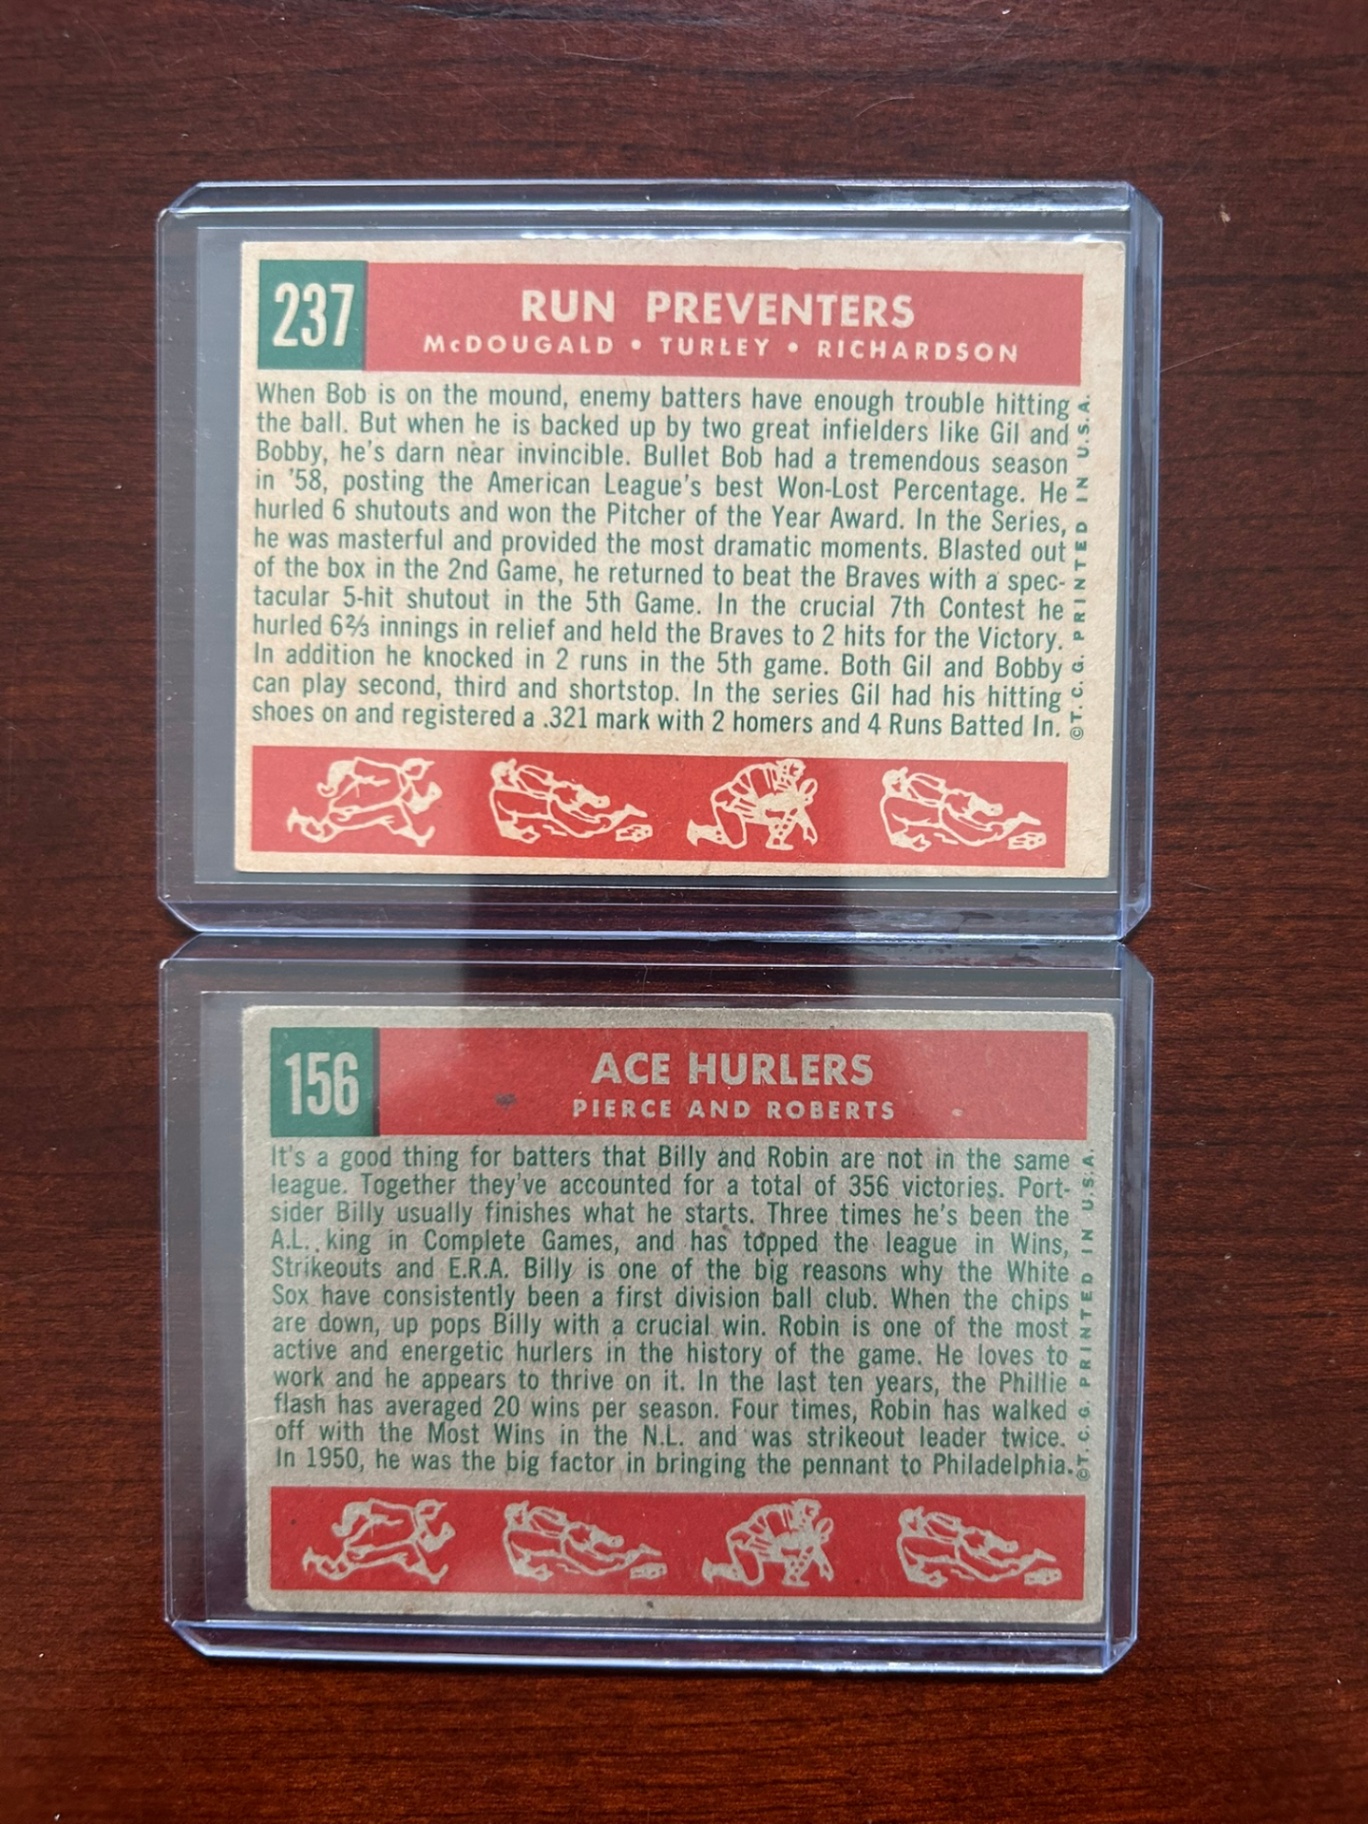 237
RUN PREVENTERS
McDOUGALD • TURLEY • RICHARDSON
When Bob is on the mound, enemy batters have enough trouble hitting
the ball. But when he is backed up by two great infielders like Gil and
Bobby, he's darn near invincible. Bullet Bob had a tremendous season
in '58, posting the American League's best Won-Lost Percentage. He
hurled 6 shutouts and won the Pitcher of the Year Award. In the Series,
he was masterful and provided the most dramatic moments. Blasted out
of the box in the 2nd Game, he returned to beat the Braves with a spec-
tacular 5-hit shutout in the 5th Game. In the crucial 7th Contest he
hurled 6⅔ innings in relief and held the Braves to 2 hits for the Victory.
In addition he knocked in 2 runs in the 5th game. Both Gil and Bobby
can play second, third and shortstop. In the series Gil had his hitting
shoes on and registered a .321 mark with 2 homers and 4 Runs Batted In.
©T.C.G. PRINTED IN U.S.A.
156
ACE HURLERS
PIERCE AND ROBERTS
It's a good thing for batters that Billy and Robin are not in the same
league. Together they've accounted for a total of 356 victories. Port-
sider Billy usually finishes what he starts. Three times he's been the
A.L. king in Complete Games, and has topped the league in Wins,
Strikeouts and E.R.A. Billy is one of the big reasons why the White
Sox have consistently been a first division ball club. When the chips
are down, up pops Billy with a crucial win. Robin is one of the most
active and energetic hurlers in the history of the game. He loves to
work and he appears to thrive on it. In the last ten years, the Phillie
flash has averaged 20 wins per season. Four times, Robin has walked
off with the Most Wins in the N.L. and was strikeout leader twice.
In 1950, he was the big factor in bringing the pennant to Philadelphia.
©T.C.G. PRINTED IN U.S.A.